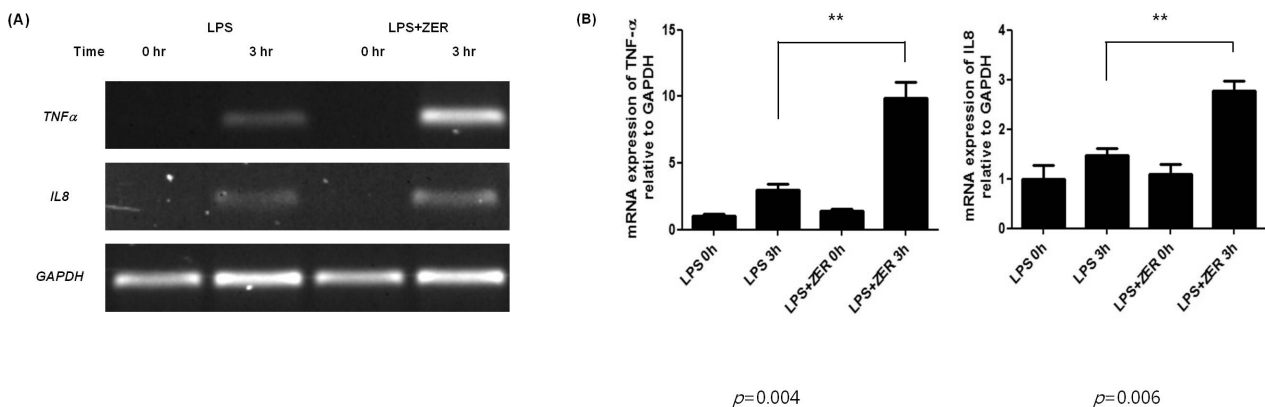 (A)
LPS LPS+ZER
Time 0 hr 3 hr 0 hr 3 hr
TNFα
IL8
GAPDH
(B)
**
mRNA expression of TNF-α
relative to GAPDH
15
10
5
0
LPS 0h
LPS 3h
LPS+ZER 0h
LPS+ZER 3h
p=0.004
**
mRNA expression of IL8
relative to GAPDH
4
3
2
1
0
LPS 0h
LPS 3h
LPS+ZER 0h
LPS+ZER 3h
p=0.006